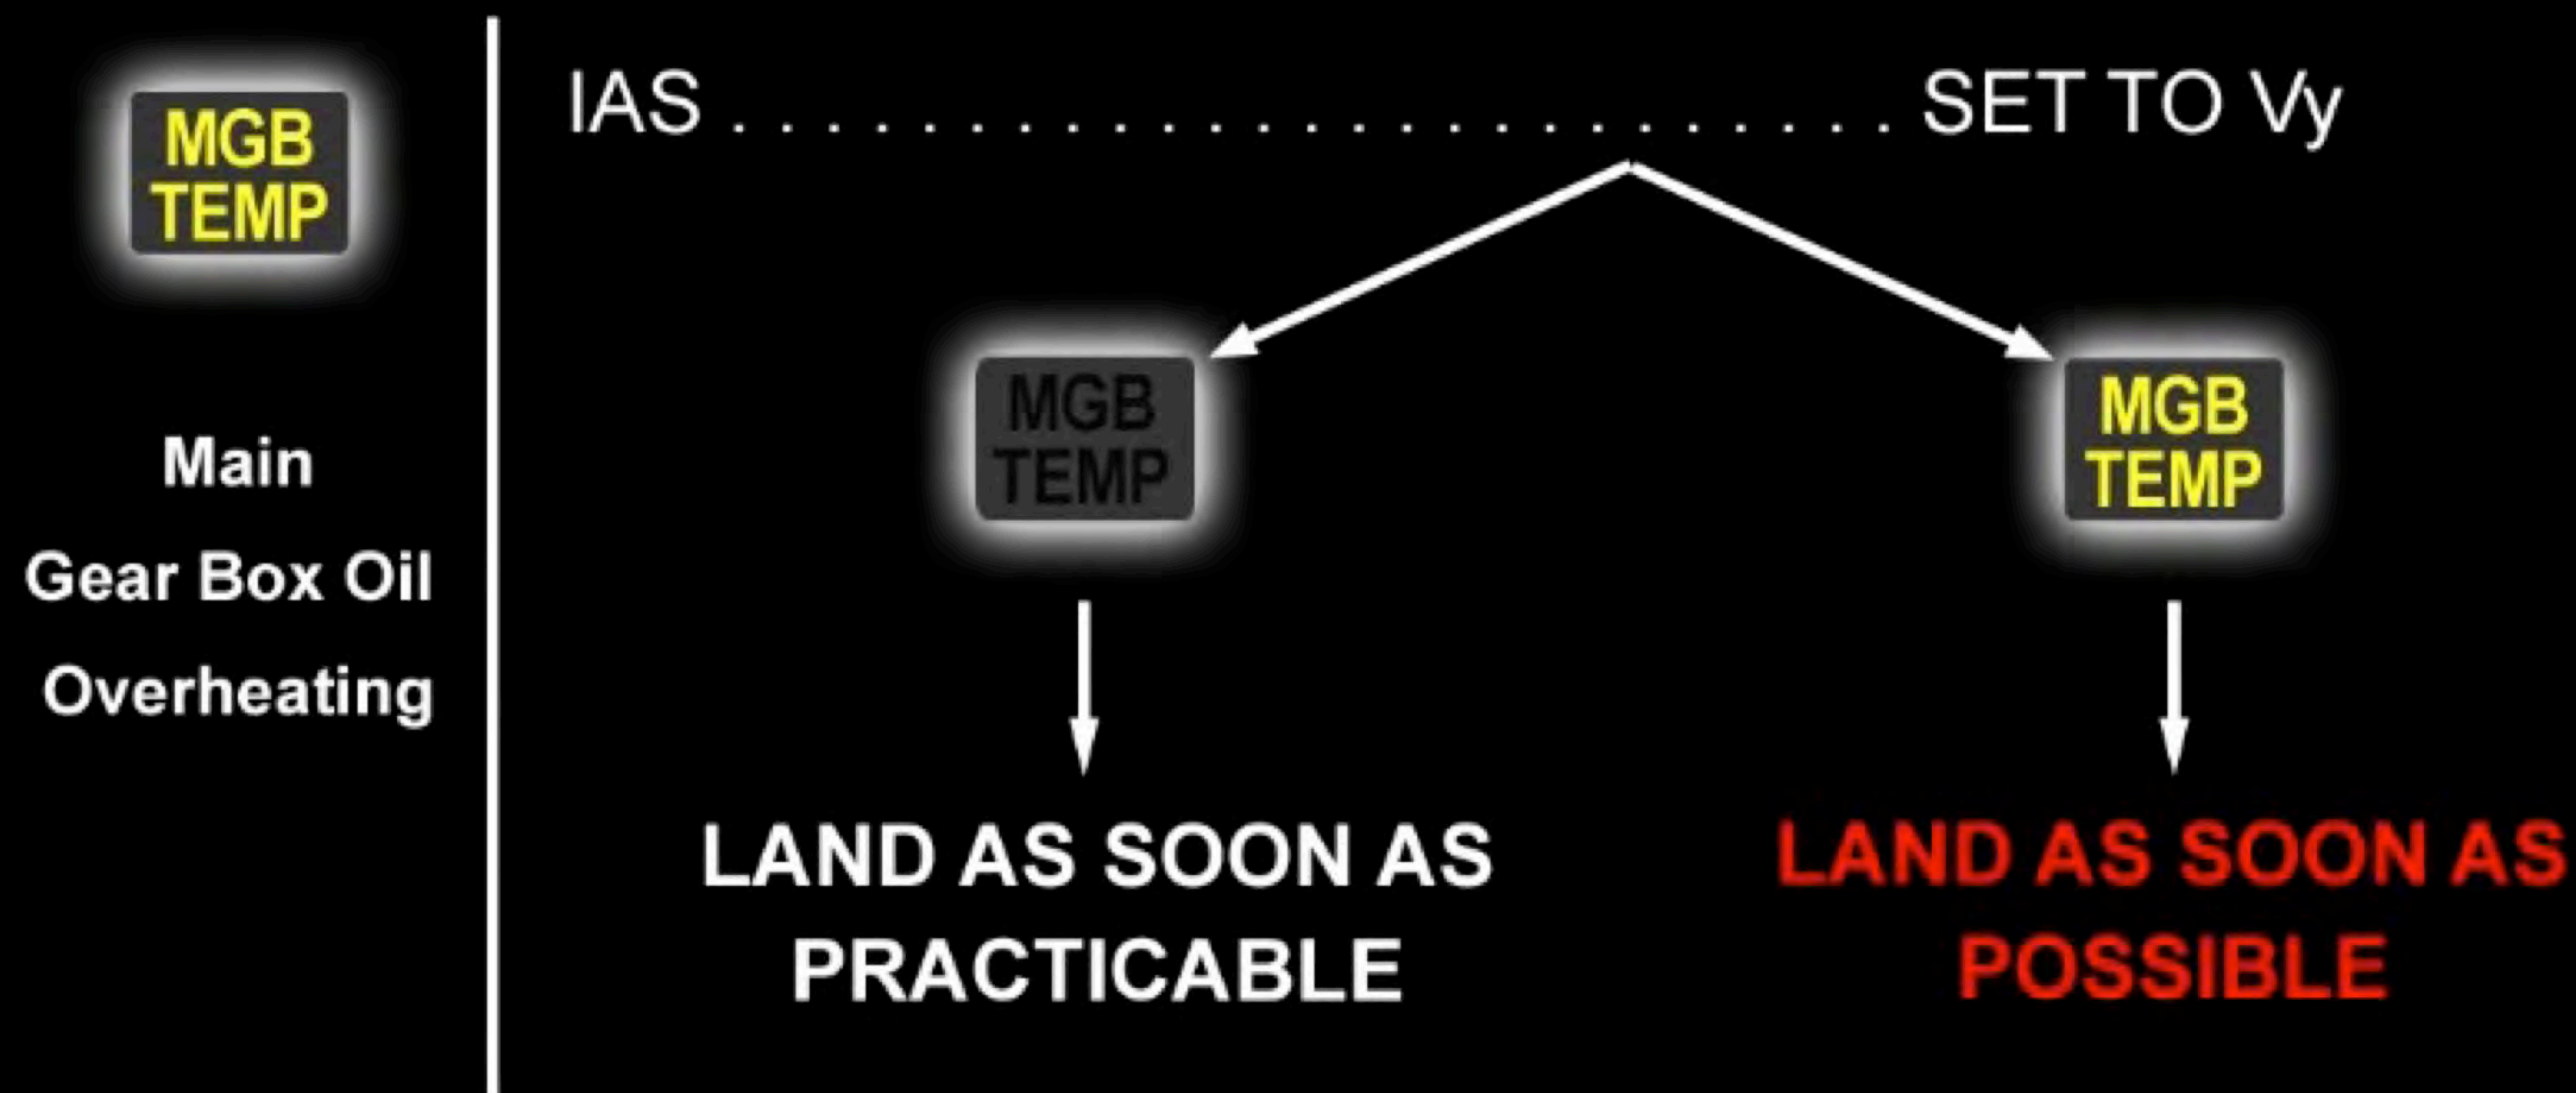 MGB
TEMP
Main
Gear Box Oil
Overheating
IAS . . . . . . . . . . . . . . . . . . . . . . . . . SET TO Vy
MGB
TEMP
LAND AS SOON AS
PRACTICABLE
MGB
TEMP
LAND AS SOON AS
POSSIBLE